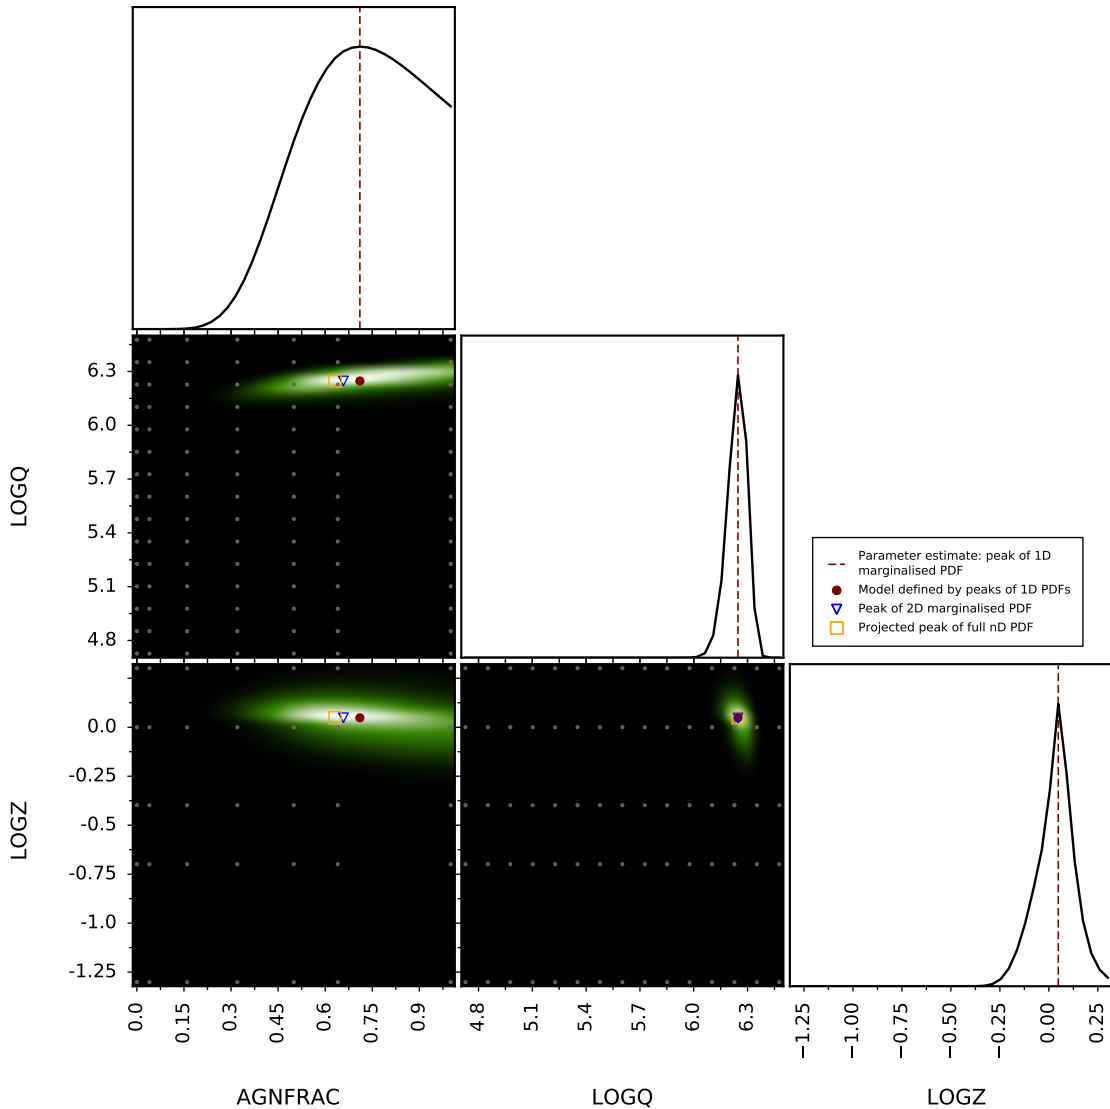 6.3
6.0
5.7
5.4
5.1
4.8
LOGQ
Parameter estimate: peak of 1D
marginalised PDF
Model defined by peaks of 1D PDFs
Peak of 2D marginalised PDF
Projected peak of full nD PDF
0.0
-0.25
-0.5
-0.75
-1.0
-1.25
LOGZ
0.0 0.15 0.3 0.45 0.6 0.75 0.9
4.8 5.1 5.4 5.7 6.0 6.3
−1.25 −1.00 −0.75 −0.50 −0.25 0.00 0.25
AGNFRAC
LOGQ
LOGZ